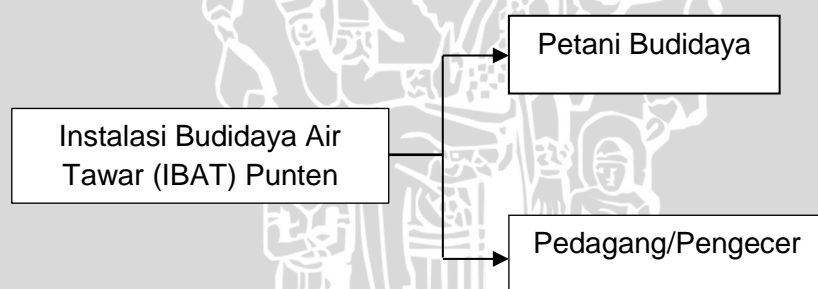 Petani Budidaya
Instalasi Budidaya Air
Tawar (IBAT) Punten
Pedagang/Pengecer